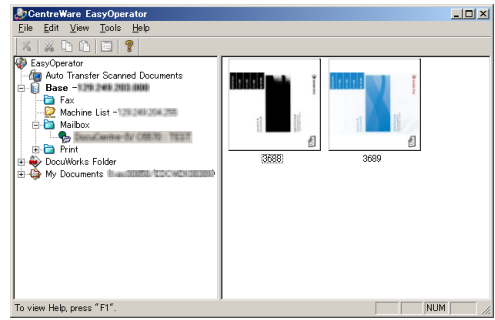 CentreWare EasyOperator
File Edit View Tools Help
EasyOperator
Auto Transfer Scanned Documents
Base -
Fax
Machine List -
Mailbox
Print
DocuWorks Folder
My Documents
3688 3689
To view Help, press "F1".
NUM